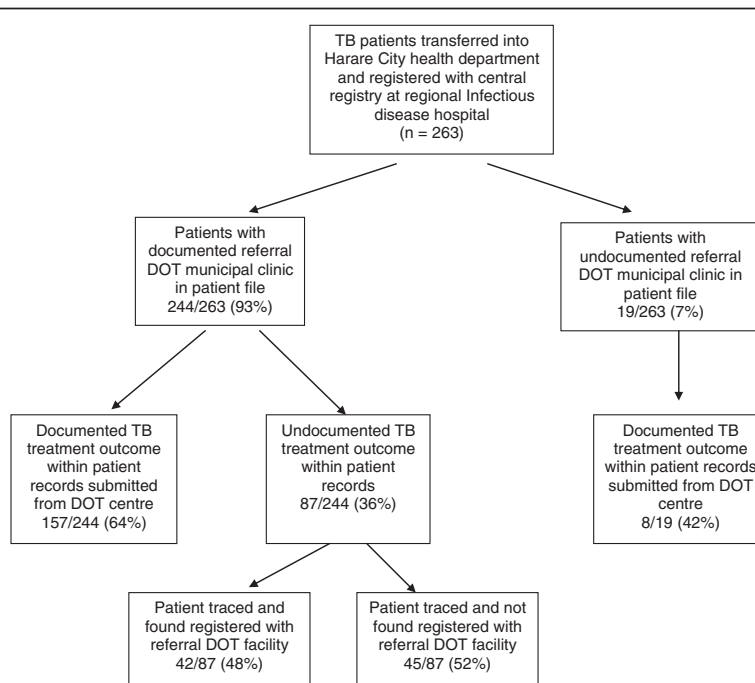 TB patients transferred into
Harare City health department
and registered with central
registry at regional Infectious
disease hospital
(n = 263)
Patients with
documented referral
DOT municipal clinic
in patient file
244/263 (93%)
Patients with
undocumented referral
DOT municipal clinic in
patient file
19/263 (7%)
Documented TB
treatment outcome
within patient
records submitted
from DOT centre
157/244 (64%)
Undocumented TB
treatment outcome
within patient
records
87/244 (36%)
Documented TB
treatment outcome
within patient records
submitted from DOT
centre
8/19 (42%)
Patient traced and
found registered with
referral DOT facility
42/87 (48%)
Patient traced and not
found registered with
referral DOT facility
45/87 (52%)